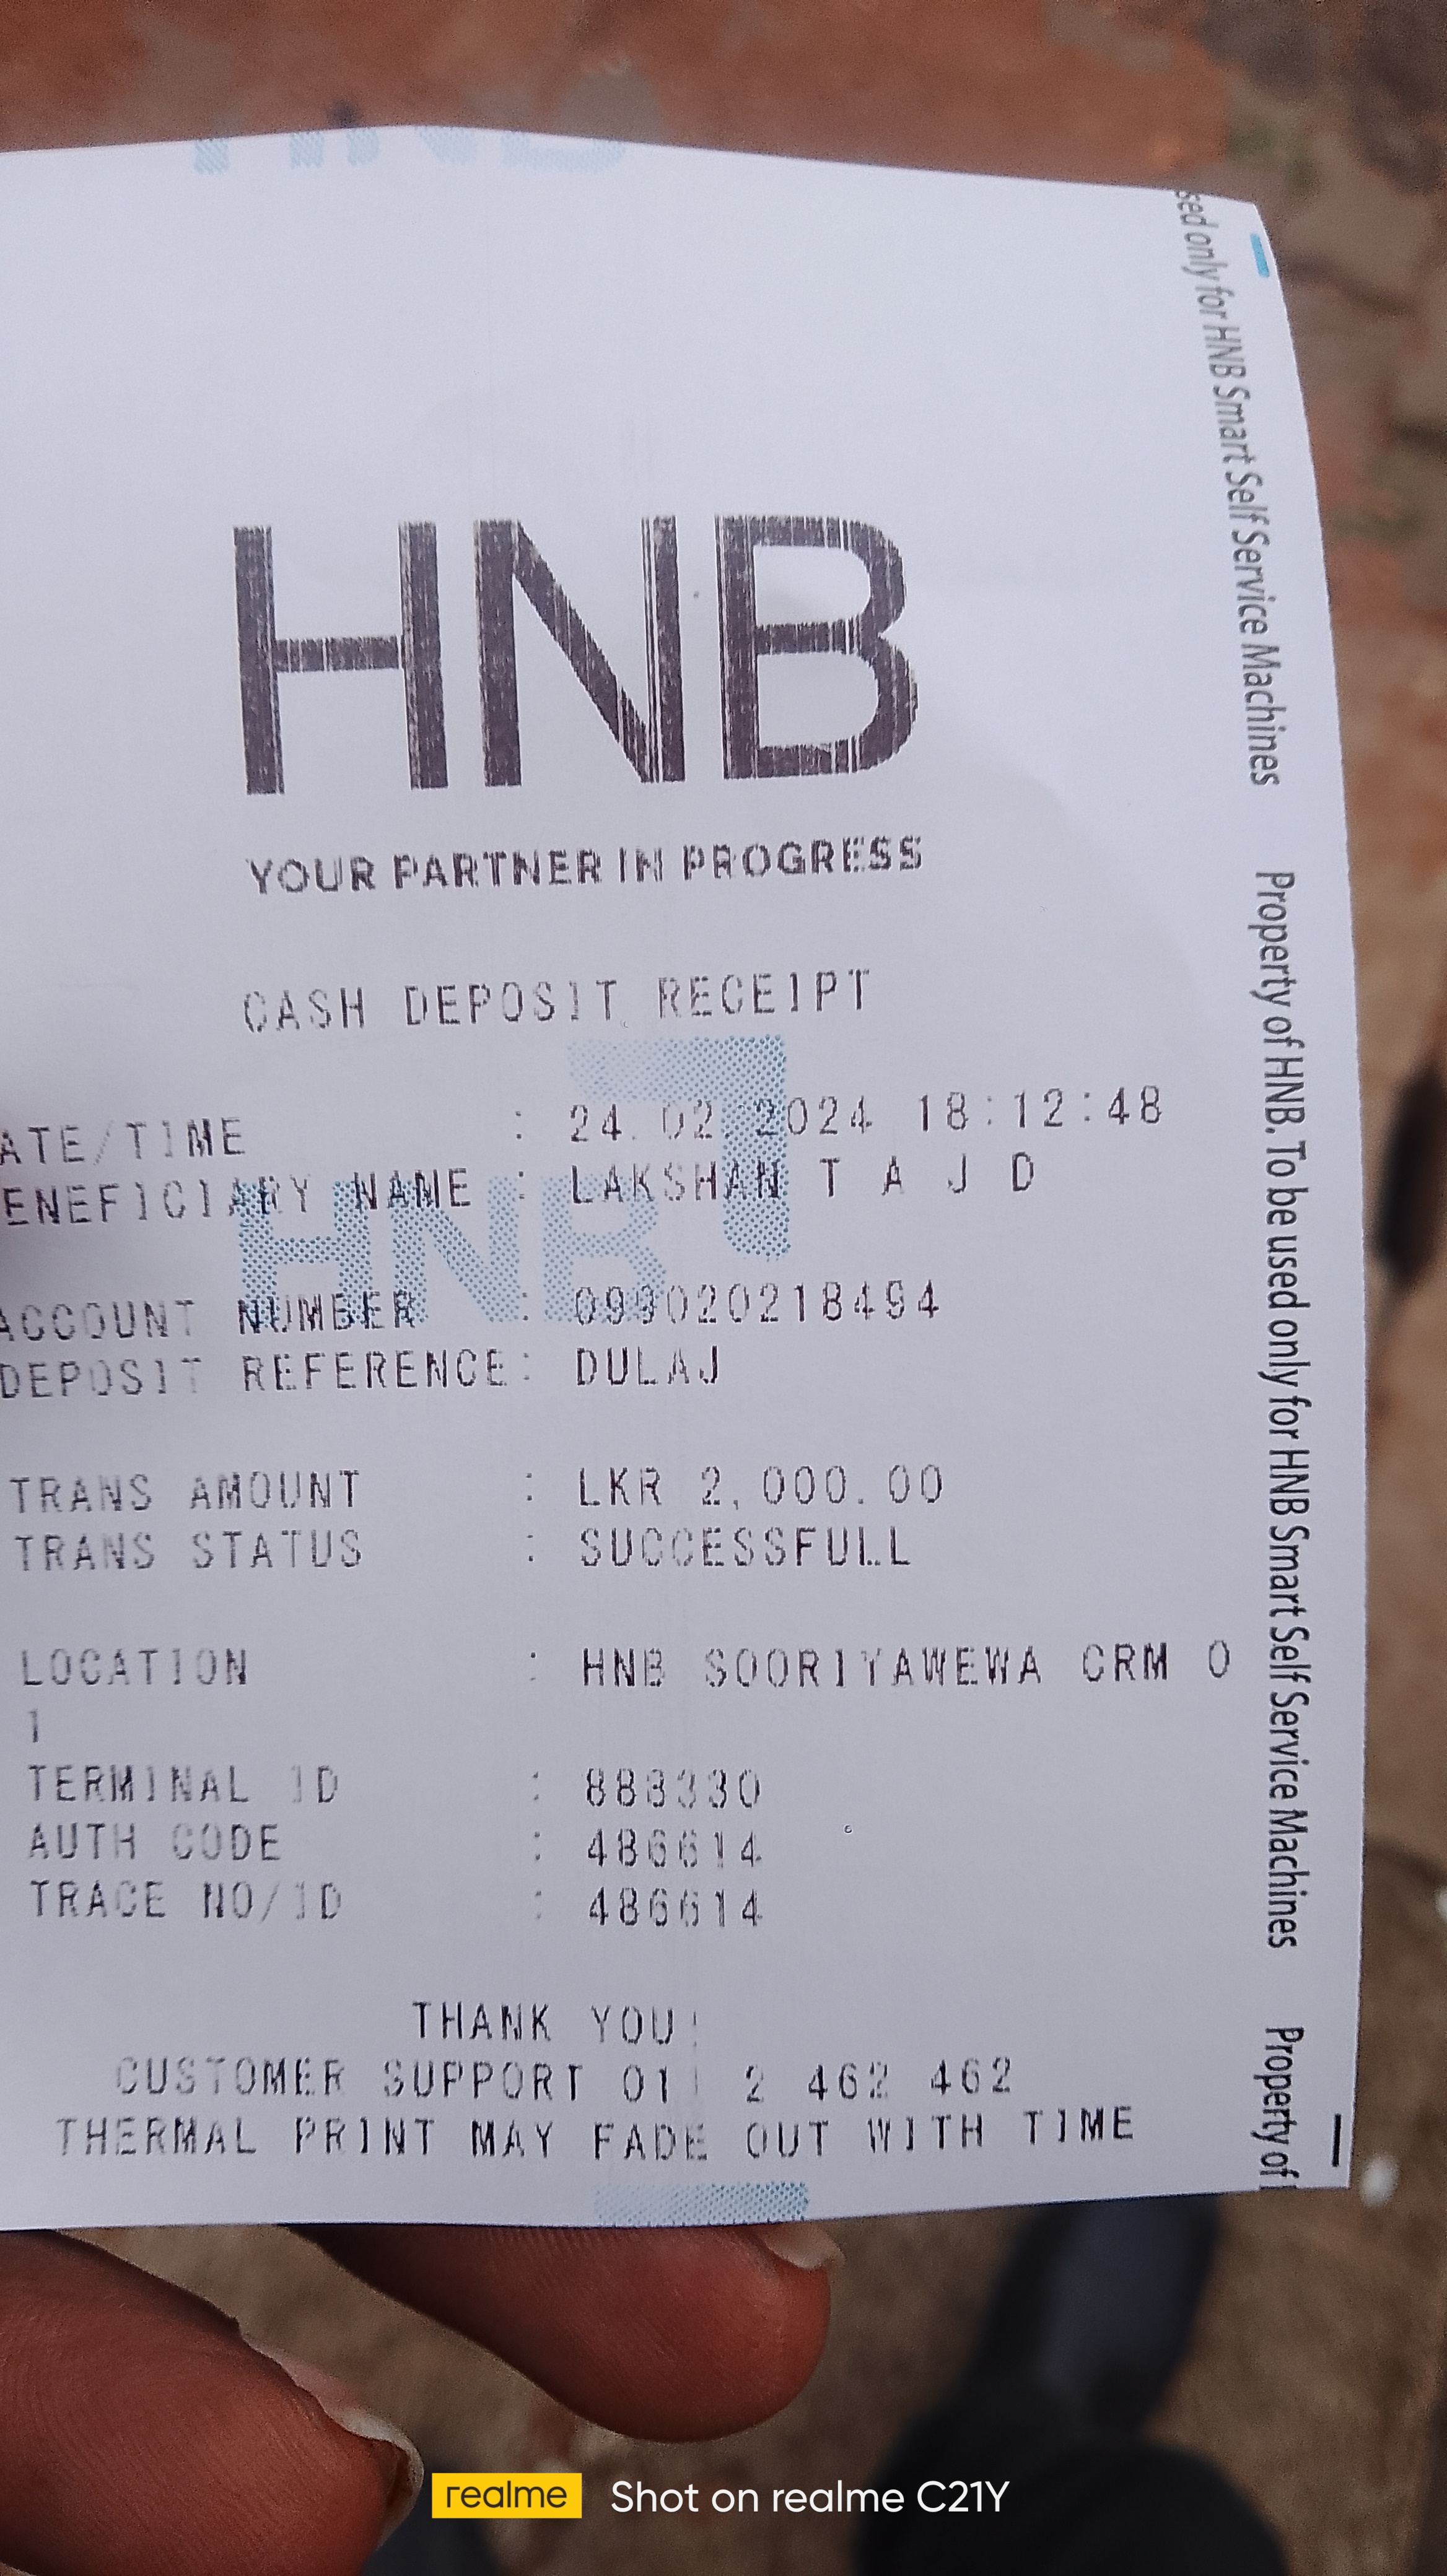 HNB
YOUR PARTNER IN PROGRESS
CASH DEPOSIT RECEIPT
ATE/TIME : 24.02.2024 18:12:48
ENEFICIARY NAME : LAKSHAN T A J D
ACCOUNT NUMBER : 099020218494
DEPOSIT REFERENCE: DULAJ
TRANS AMOUNT : LKR 2,000.00
TRANS STATUS : SUCCESSFULL
LOCATION : HNB SOORIYAWEWA CRM 0
1
TERMINAL ID : 888330
AUTH CODE : 486614
TRACE NO/ID : 486614
THANK YOU!
CUSTOMER SUPPORT 011 2 462 462
THERMAL PRINT MAY FADE OUT WITH TIME
HNB
HNB
sed only for HNB Smart Self Service Machines
Property of HNB. To be used only for HNB Smart Self Service Machines
Property of
realme Shot on realme C21Y